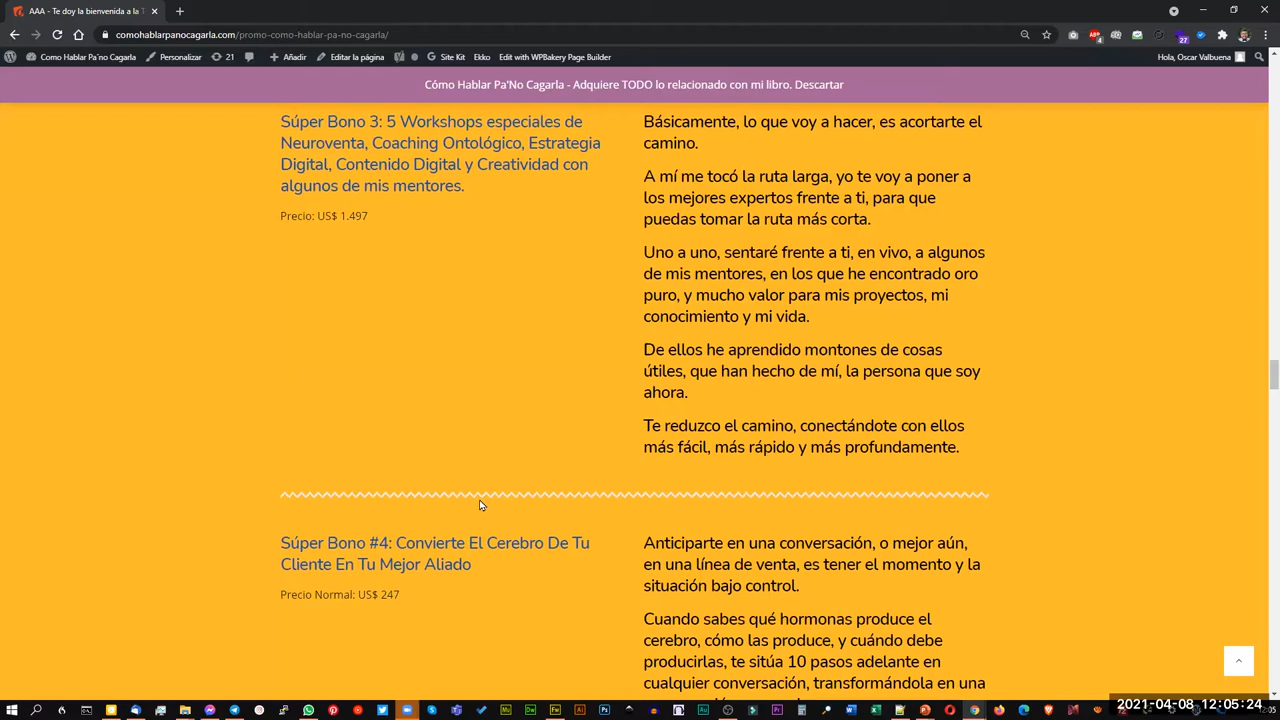 AAA - Te doy la bienvenida a la T
comohablarpanocagarla.com/promo-como-hablar-pa-no-cagarla/
Como Hablar Pa'No Cagarla
Personalizar
21
Añadir
Editar la página
Site Kit
Ekko
Edit with WPBakery Page Builder
Hola, Oscar Valbuena
Cómo Hablar Pa'No Cagarla - Adquiere TODO lo relacionado con mi libro. Descartar
Súper Bono 3: 5 Workshops especiales de
Neuroventa, Coaching Ontológico, Estrategia
Digital, Contenido Digital y Creatividad con
algunos de mis mentores.
Precio: US$ 1.497
Básicamente, lo que voy a hacer, es acortarte el
camino.
A mí me tocó la ruta larga, yo te voy a poner a
los mejores expertos frente a ti, para que
puedas tomar la ruta más corta.
Uno a uno, sentaré frente a ti, en vivo, a algunos
de mis mentores, en los que he encontrado oro
puro, y mucho valor para mis proyectos, mi
conocimiento y mi vida.
De ellos he aprendido montones de cosas
útiles, que han hecho de mí, la persona que soy
ahora.
Te reduzco el camino, conectándote con ellos
más fácil, más rápido y más profundamente.
Súper Bono #4: Convierte El Cerebro De Tu
Cliente En Tu Mejor Aliado
Precio Normal: US$ 247
Anticiparte en una conversación, o mejor aún,
en una línea de venta, es tener el momento y la
situación bajo control.
Cuando sabes qué hormonas produce el
cerebro, cómo las produce, y cuándo debe
producirlas, te sitúa 10 pasos adelante en
cualquier conversación, transformándola en una
2021-04-08 12:05:24